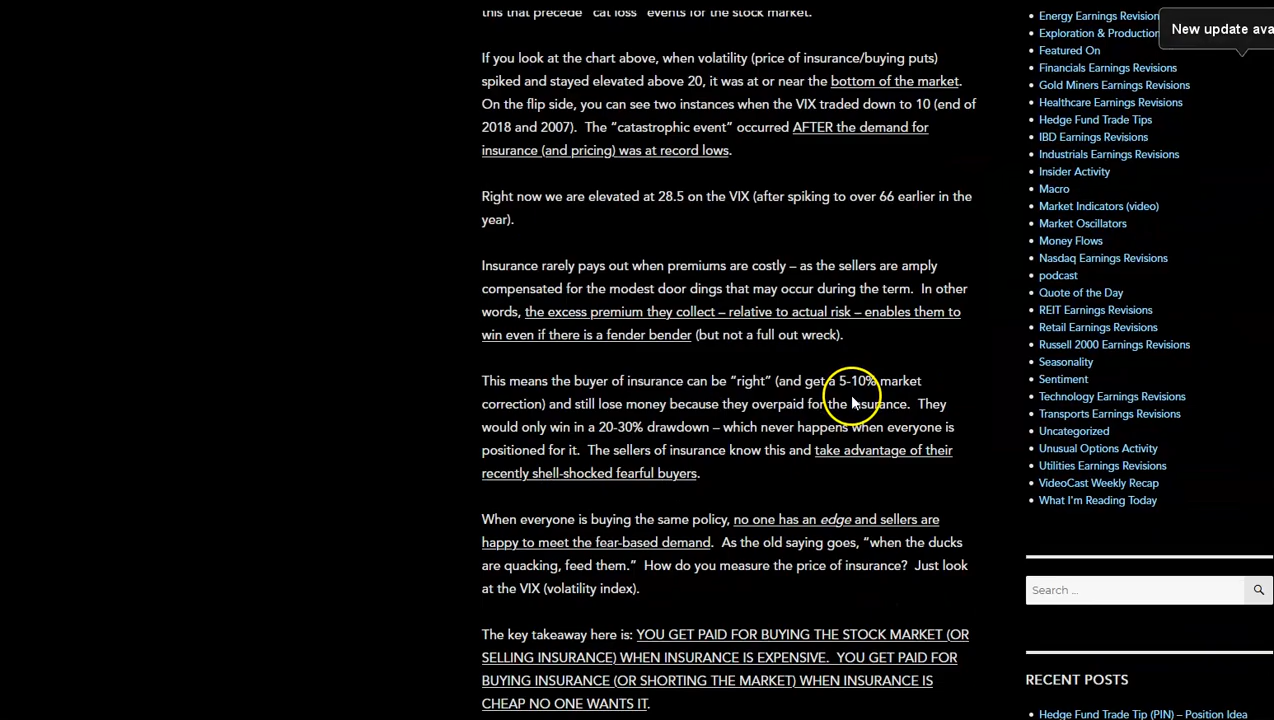 this that precede “cat loss” events for the stock market.
If you look at the chart above, when volatility (price of insurance/buying puts)
spiked and stayed elevated above 20, it was at or near the bottom of the market.
On the flip side, you can see two instances when the VIX traded down to 10 (end of
2018 and 2007). The “catastrophic event” occurred AFTER the demand for
insurance (and pricing) was at record lows.
Right now we are elevated at 28.5 on the VIX (after spiking to over 66 earlier in the
year).
Insurance rarely pays out when premiums are costly – as the sellers are amply
compensated for the modest door dings that may occur during the term. In other
words, the excess premium they collect – relative to actual risk – enables them to
win even if there is a fender bender (but not a full out wreck).
This means the buyer of insurance can be “right” (and get a 5-10% market
correction) and still lose money because they overpaid for the insurance. They
would only win in a 20-30% drawdown – which never happens when everyone is
positioned for it. The sellers of insurance know this and take advantage of their
recently shell-shocked fearful buyers.
When everyone is buying the same policy, no one has an edge and sellers are
happy to meet the fear-based demand. As the old saying goes, “when the ducks
are quacking, feed them.” How do you measure the price of insurance? Just look
at the VIX (volatility index).
The key takeaway here is: YOU GET PAID FOR BUYING THE STOCK MARKET (OR
SELLING INSURANCE) WHEN INSURANCE IS EXPENSIVE. YOU GET PAID FOR
BUYING INSURANCE (OR SHORTING THE MARKET) WHEN INSURANCE IS
CHEAP NO ONE WANTS IT.
Energy Earnings Revision
New update ava
Exploration & Production
Featured On
Financials Earnings Revisions
Gold Miners Earnings Revisions
Healthcare Earnings Revisions
Hedge Fund Trade Tips
IBD Earnings Revisions
Industrials Earnings Revisions
Insider Activity
Macro
Market Indicators (video)
Market Oscillators
Money Flows
Nasdaq Earnings Revisions
podcast
Quote of the Day
REIT Earnings Revisions
Retail Earnings Revisions
Russell 2000 Earnings Revisions
Seasonality
Sentiment
Technology Earnings Revisions
Transports Earnings Revisions
Uncategorized
Unusual Options Activity
Utilities Earnings Revisions
VideoCast Weekly Recap
What I'm Reading Today
Search …
RECENT POSTS
Hedge Fund Trade Tip (PIN) – Position Idea